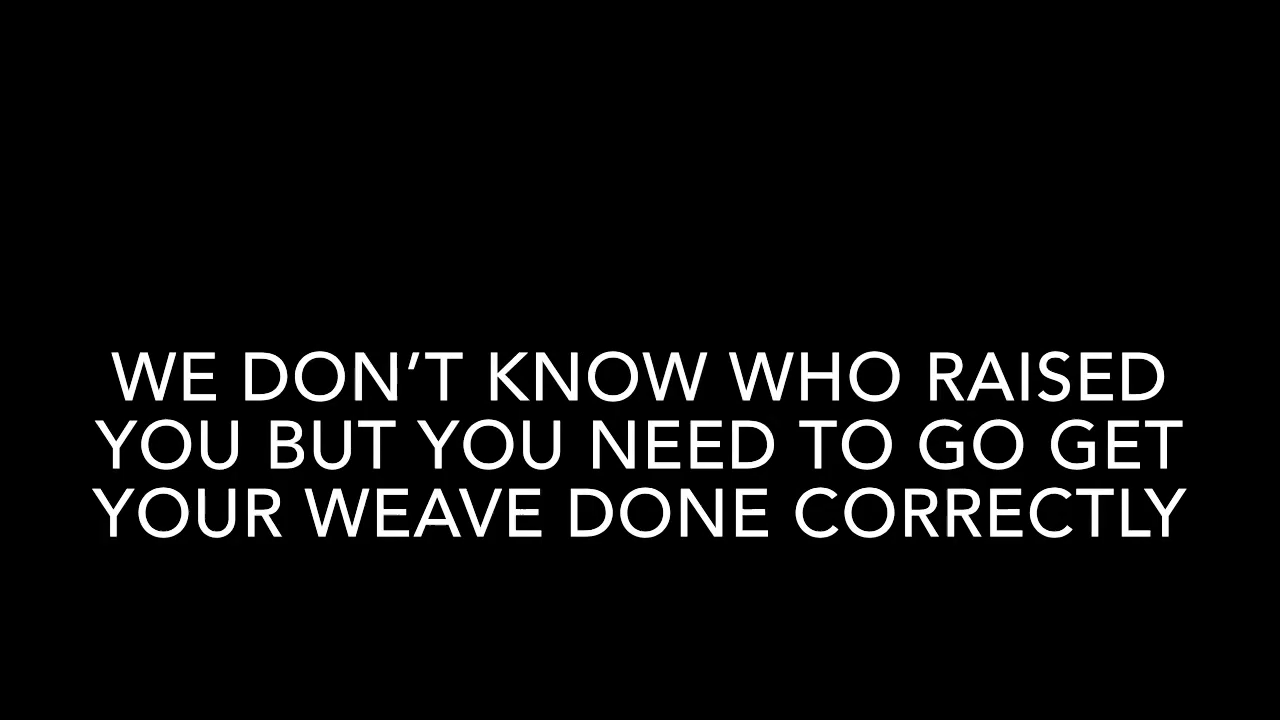 WE DON’T KNOW WHO RAISED
YOU BUT YOU NEED TO GO GET
YOUR WEAVE DONE CORRECTLY